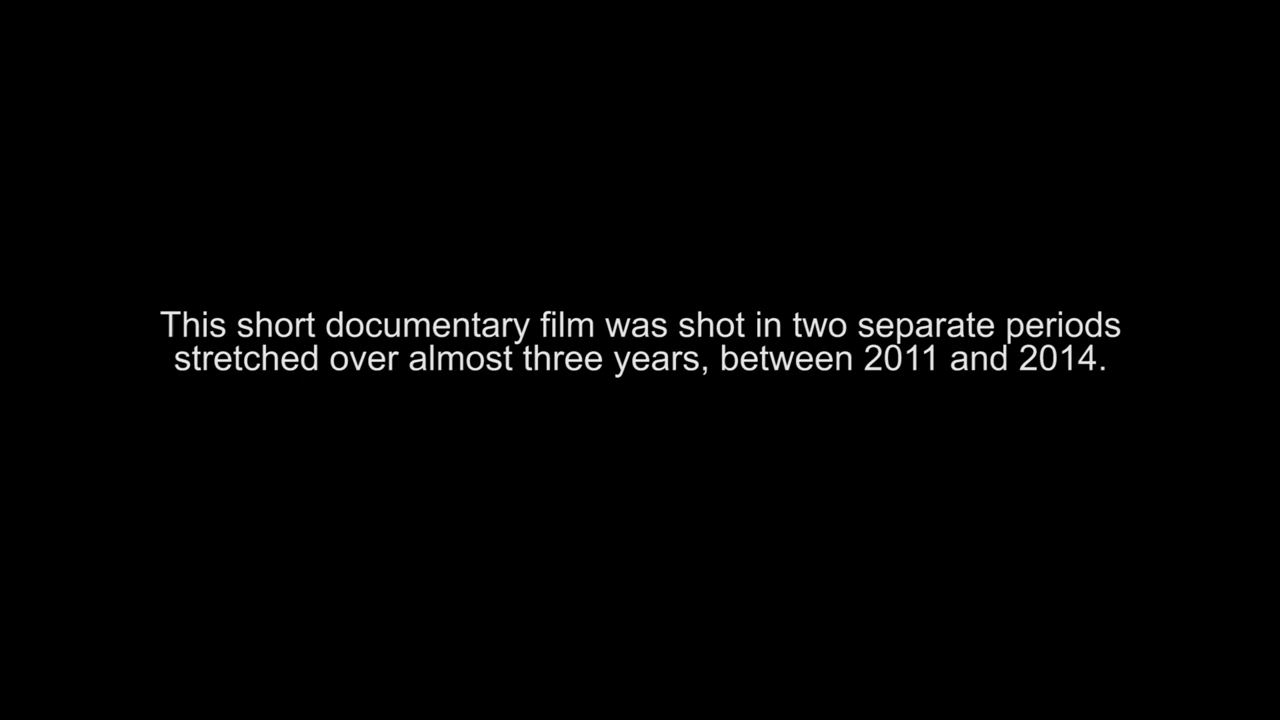 This short documentary film was shot in two separate periods
stretched over almost three years, between 2011 and 2014.